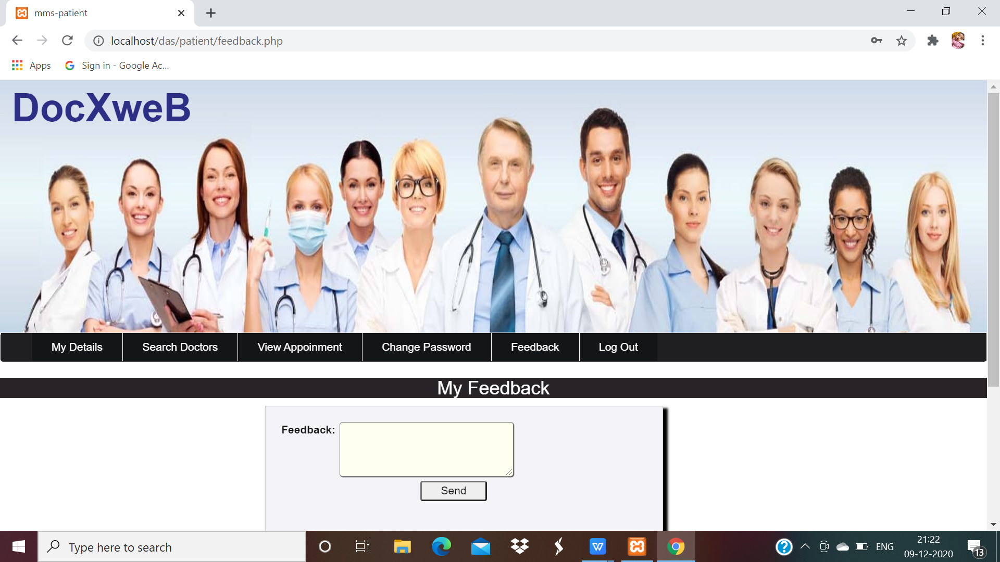 mms-patient
localhost/das/patient/feedback.php
Apps
Sign in - Google Ac...
DocXweB
My Details
Search Doctors
View Appoinment
Change Password
Feedback
Log Out
My Feedback
Feedback:
Send
Type here to search
W
?
ENG
21:22
09-12-2020
13